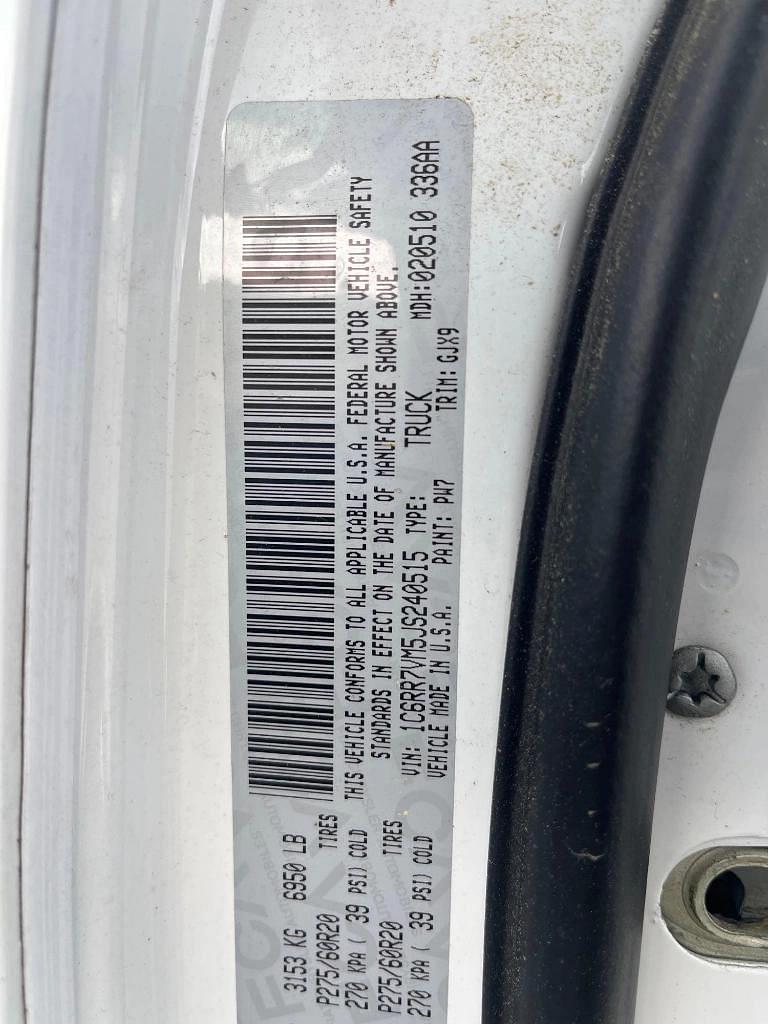 3153 KG 6950 LB
P275/60R20 TIRES
270 KPA ( 39 PSI) COLD
P275/60R20 TIRES
270 KPA ( 39 PSI) COLD
THIS VEHICLE CONFORMS TO ALL APPLICABLE U.S.A. FEDERAL MOTOR VEHICLE SAFETY
STANDARDS IN EFFECT ON THE DATE OF MANUFACTURE SHOWN ABOVE.
VIN: 1C6RR7VM5JS240515 TYPE: TRUCK MDH:020510 336AA
VEHICLE MADE IN U.S.A. PAINT: PW7 TRIM: GJX9